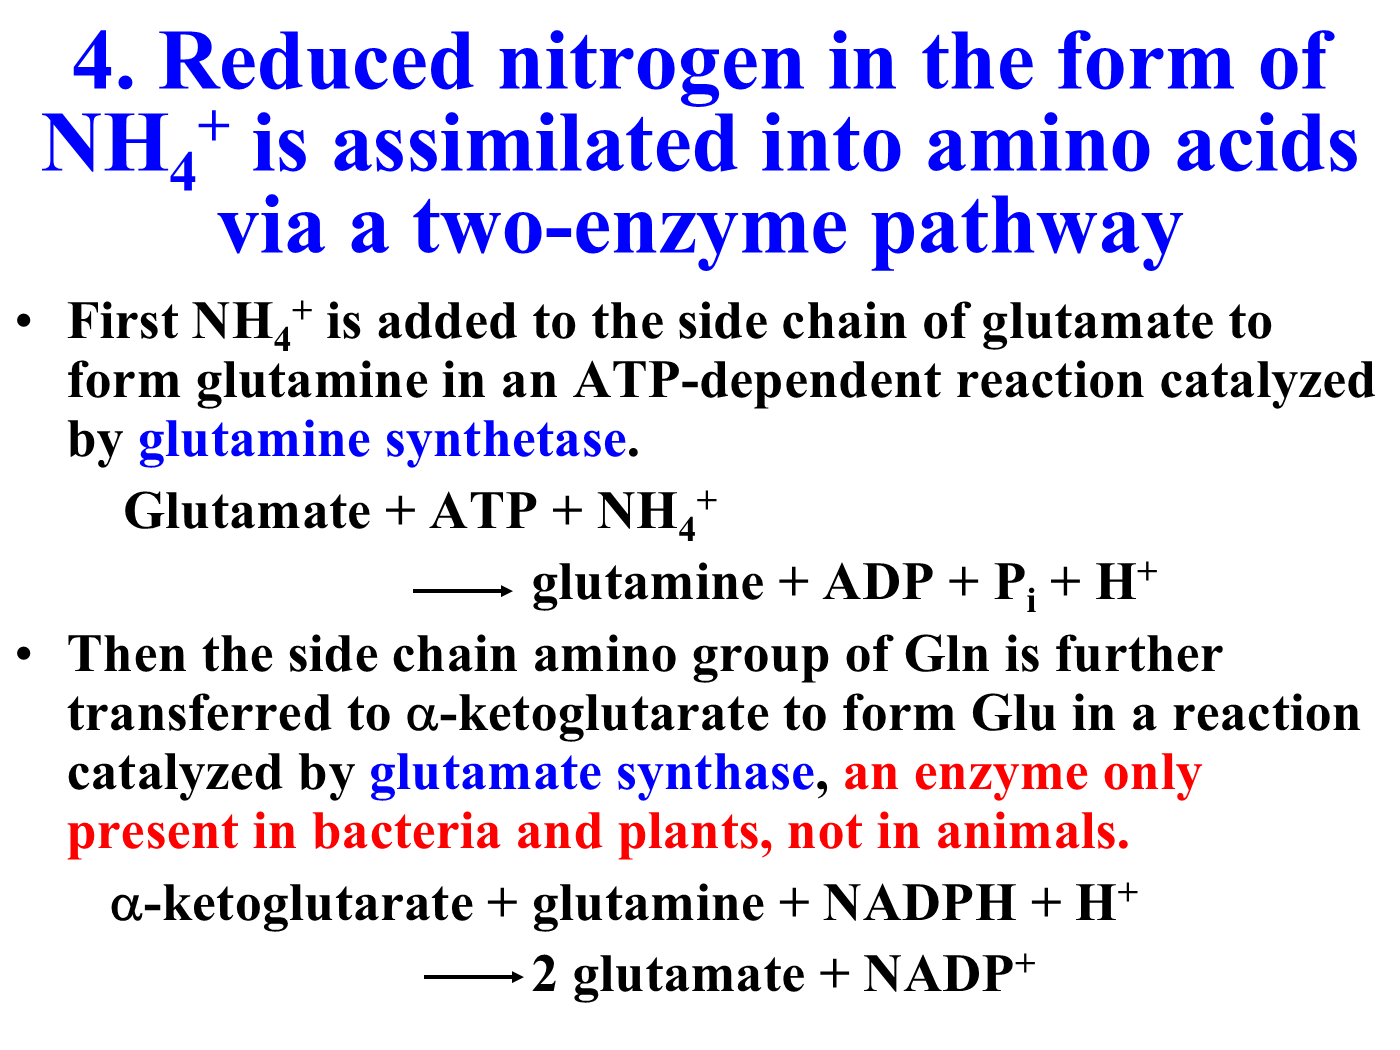 4. Reduced nitrogen in the form of
NH₄⁺ is assimilated into amino acids
via a two-enzyme pathway
• First NH₄⁺ is added to the side chain of glutamate to
form glutamine in an ATP-dependent reaction catalyzed
by glutamine synthetase.
Glutamate + ATP + NH₄⁺
⟶ glutamine + ADP + Pᵢ + H⁺
• Then the side chain amino group of Gln is further
transferred to α-ketoglutarate to form Glu in a reaction
catalyzed by glutamate synthase, an enzyme only
present in bacteria and plants, not in animals.
α-ketoglutarate + glutamine + NADPH + H⁺
⟶ 2 glutamate + NADP⁺